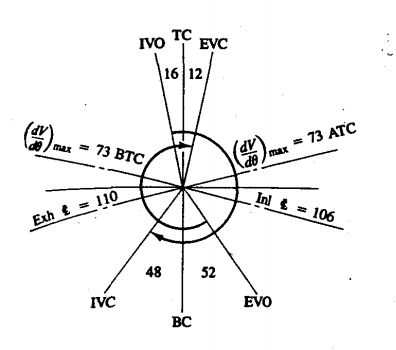 TC
IVO
EVC
16
12
(dV/dθ)max = 73 BTC
(dV/dθ)max = 73 ATC
Exh ℄ = 110
Inl ℄ = 106
48
52
IVC
EVO
BC